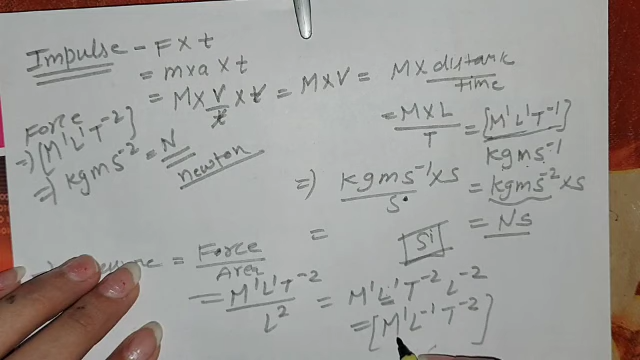 Impulse - F x t
= m x a x t
= M x V/t x t = M x V = M x distance/Time
= M x L/T = [M¹L¹T⁻¹]
kgms⁻¹
Force
=> [M¹L¹T⁻²]
=> kgms⁻² = N
newton
=> kgms⁻¹ x s/s = kgms⁻² x s
= = Ns
SI
= Force/Area
= M¹L¹T⁻²/L² = M¹L¹T⁻² L⁻²
= [M¹L⁻¹T⁻²]